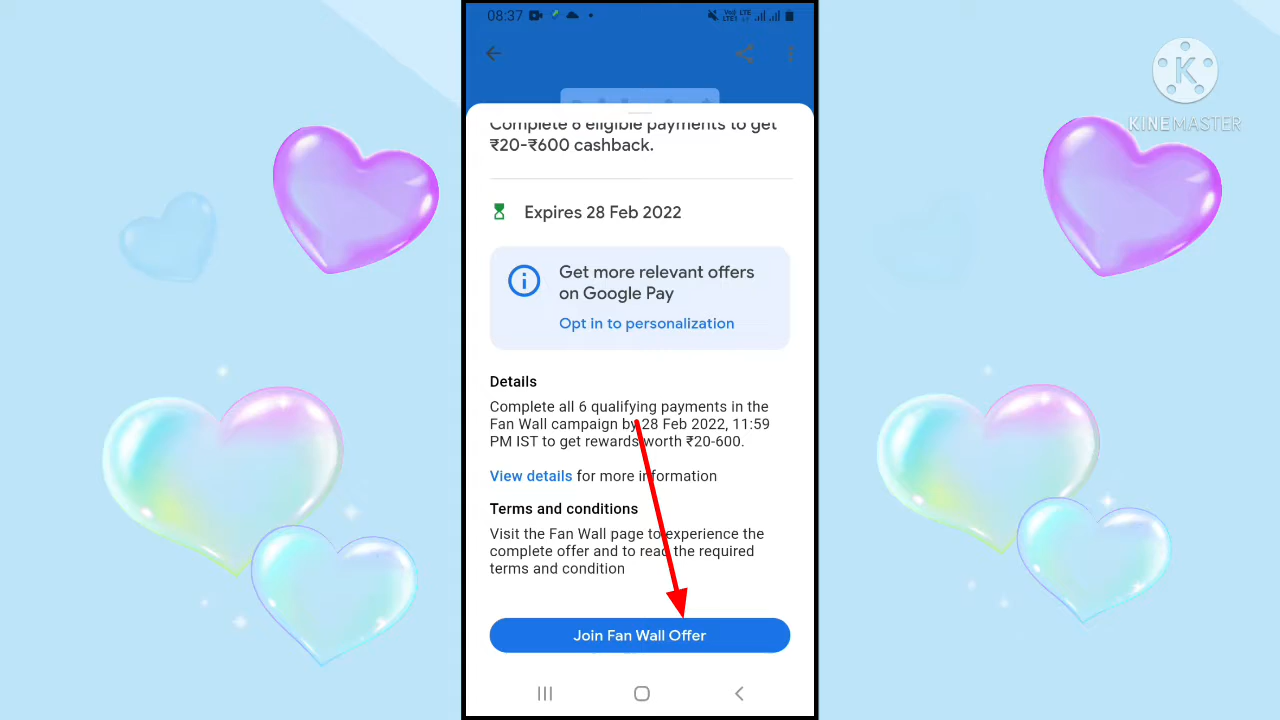 08:37
KINEMASTER
Complete 6 eligible payments to get
₹20-₹600 cashback.
Expires 28 Feb 2022
Get more relevant offers
on Google Pay
Opt in to personalization
Details
Complete all 6 qualifying payments in the
Fan Wall campaign by 28 Feb 2022, 11:59
PM IST to get rewards worth ₹20-600.
View details for more information
Terms and conditions
Visit the Fan Wall page to experience the
complete offer and to read the required
terms and condition
Join Fan Wall Offer